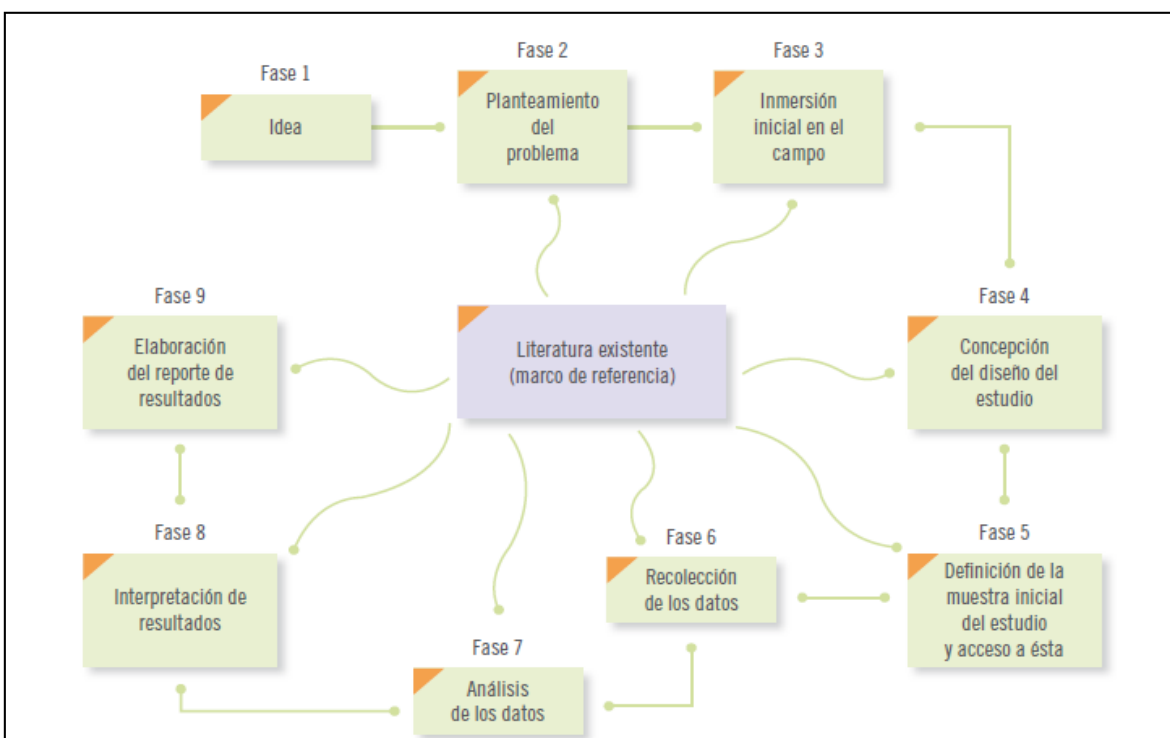 Fase 1
Idea
Fase 2
Planteamiento
del
problema
Fase 3
Inmersión
inicial en el
campo
Fase 9
Elaboración
del reporte de
resultados
Literatura existente
(marco de referencia)
Fase 4
Concepción
del diseño del
estudio
Fase 8
Interpretación de
resultados
Fase 7
Análisis
de los datos
Fase 6
Recolección
de los datos
Fase 5
Definición de la
muestra inicial
del estudio
y acceso a ésta